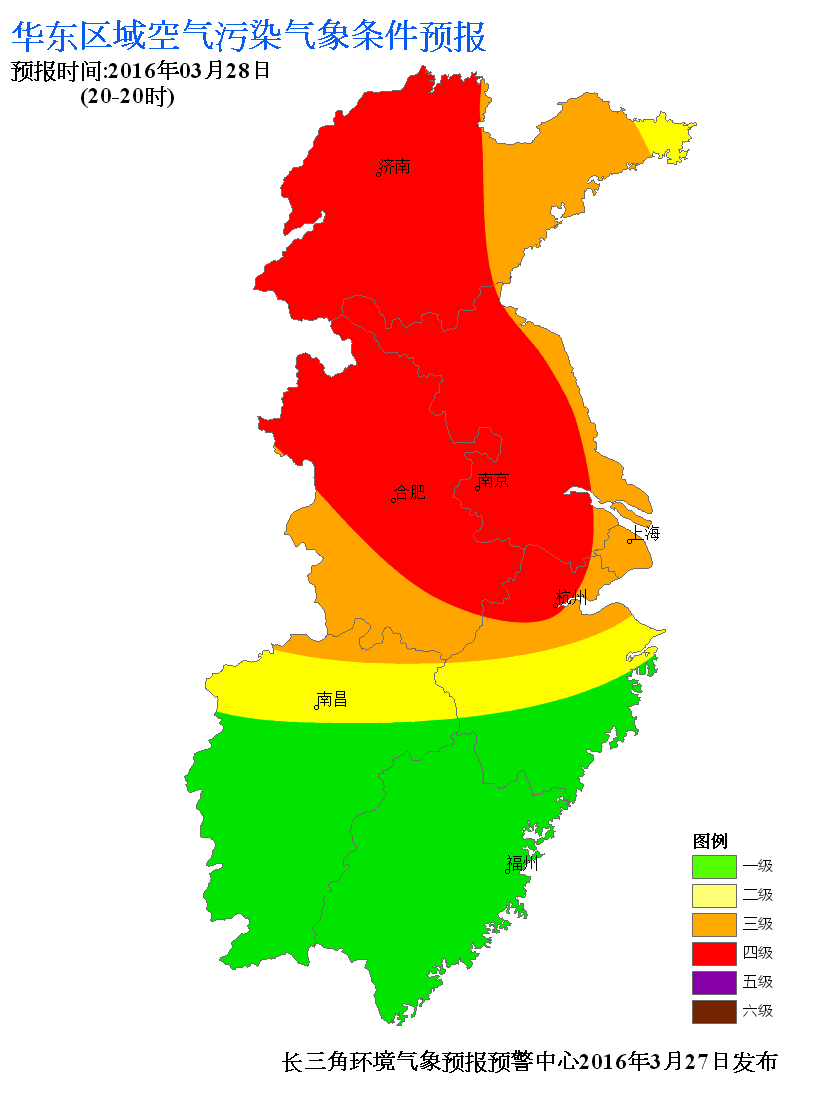 华东区域空气污染气象条件预报
预报时间:2016年03月28日
(20-20时)
济南
南京
合肥
上海
杭州
南昌
福州
图例
一级
二级
三级
四级
五级
六级
长三角环境气象预报预警中心2016年3月27日发布